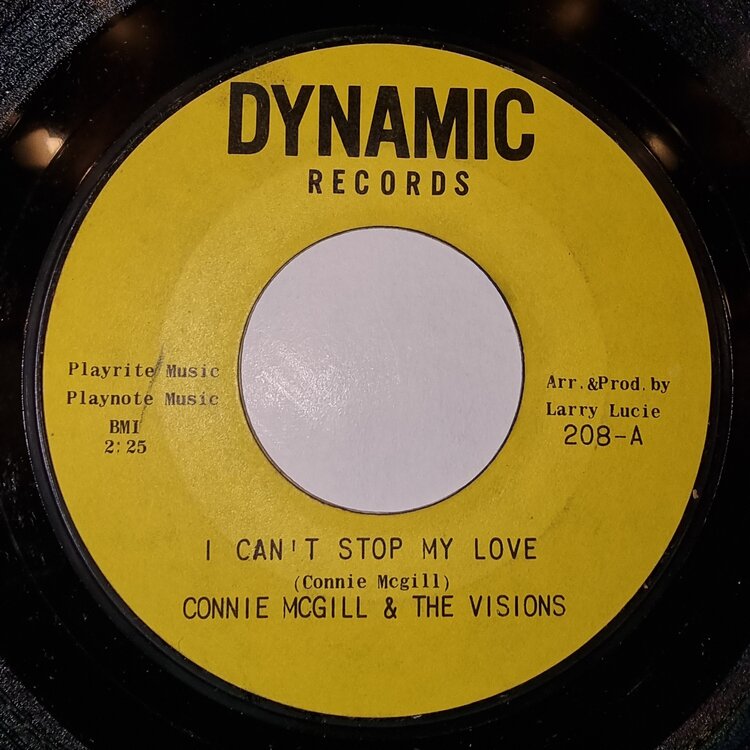 DYNAMIC
RECORDS
Playrite Music
Playnote Music
BMI
2:25
Arr.&Prod.by
Larry Lucie
208-A
I CAN'T STOP MY LOVE
(Connie Mcgill)
CONNIE MCGILL & THE VISIONS